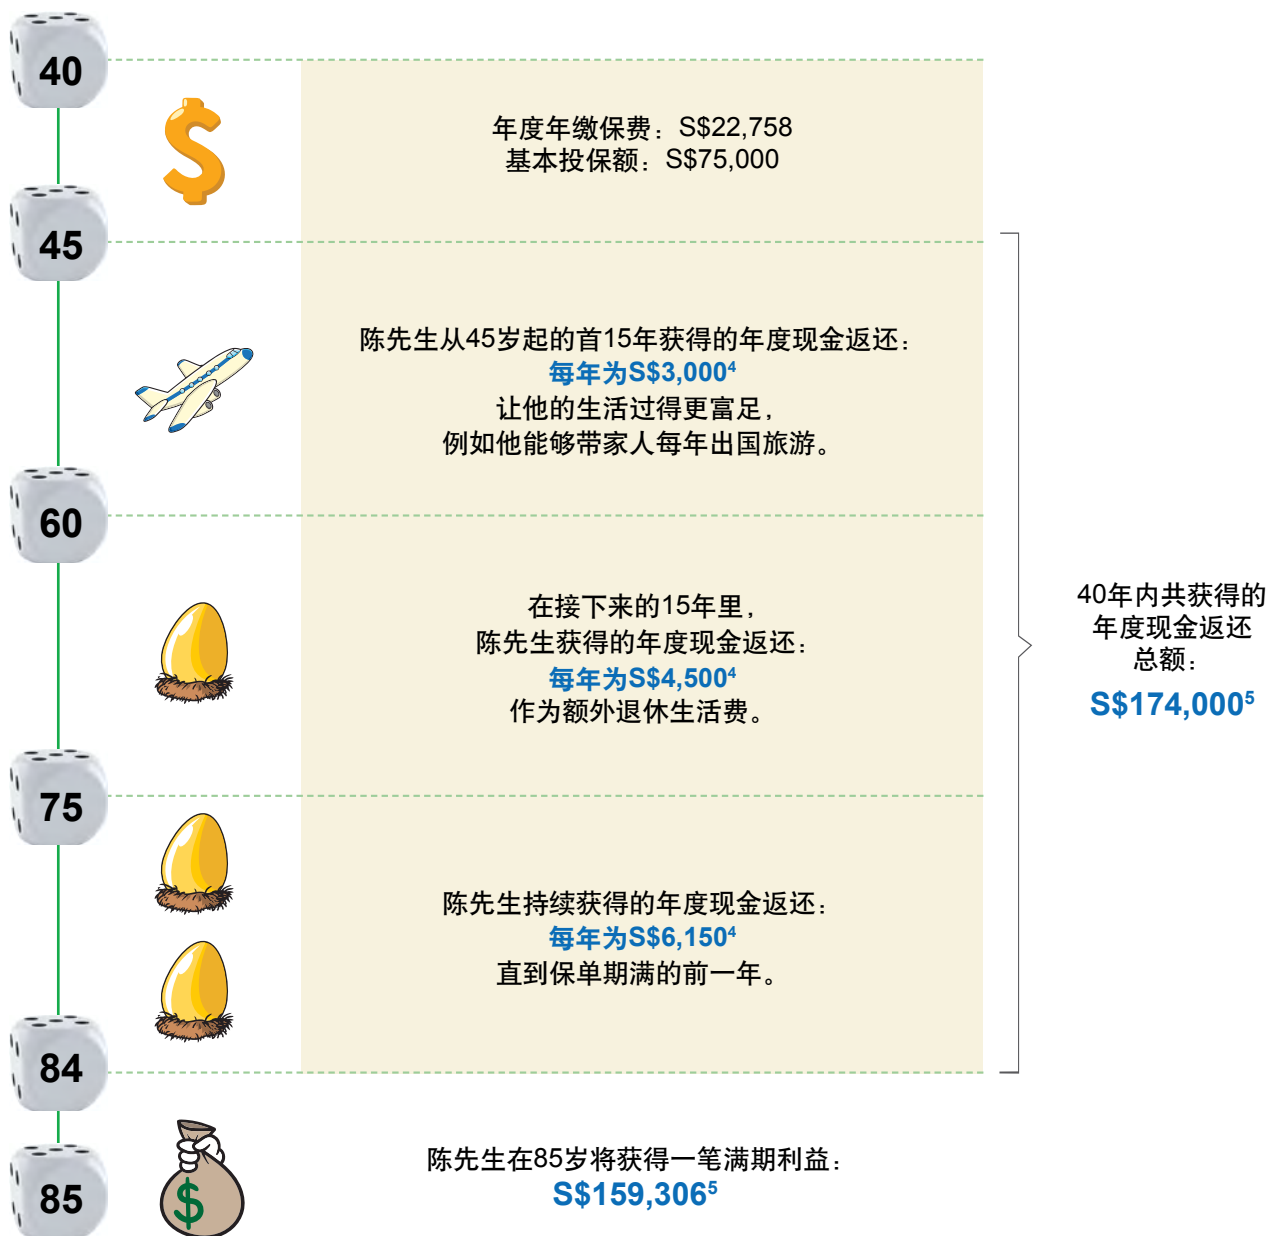 40
年度年缴保费：S$22,758
基本投保额：S$75,000
45
陈先生从45岁起的首15年获得的年度现金返还：
每年为S$3,000⁴
让他的生活过得更富足，
例如他能够带家人每年出国旅游。
60
在接下来的15年里，
陈先生获得的年度现金返还：
每年为S$4,500⁴
作为额外退休生活费。
40年内共获得的
年度现金返还
总额：
S$174,000⁵
75
陈先生持续获得的年度现金返还：
每年为S$6,150⁴
直到保单期满的前一年。
84
85
陈先生在85岁将获得一笔满期利益：
S$159,306⁵
$
$